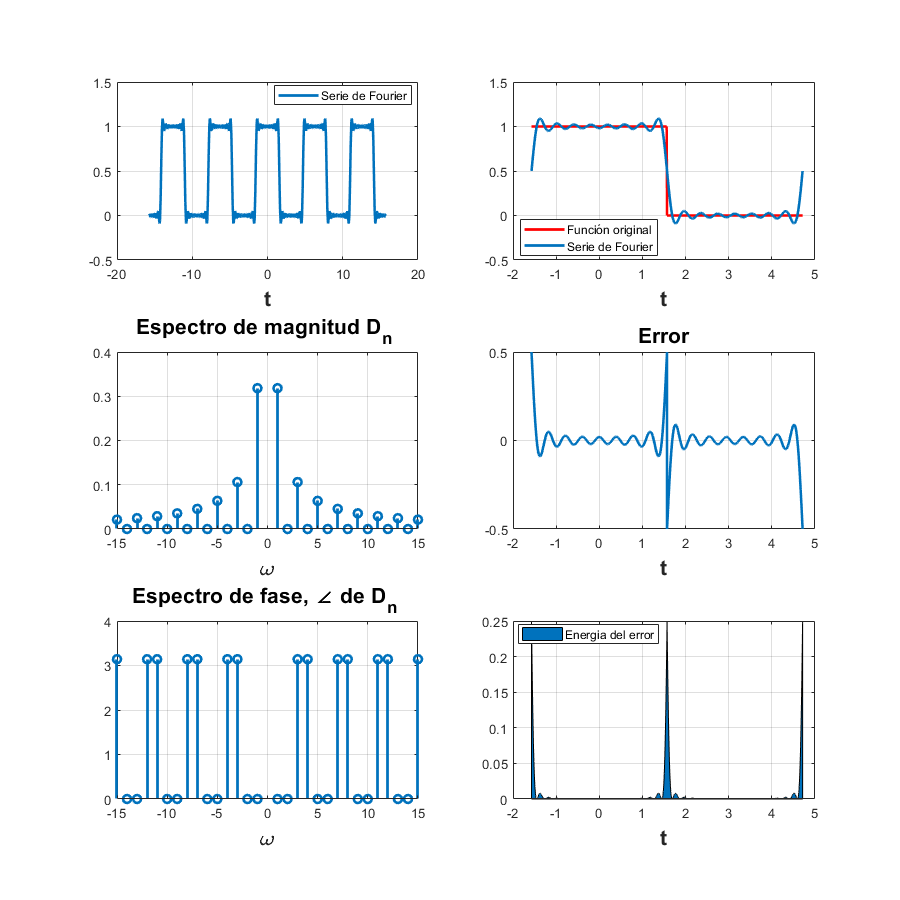 1.5
1
0.5
0
-0.5
-20 -10 0 10 20
t
Serie de Fourier
1.5
1
0.5
0
-0.5
-2 -1 0 1 2 3 4 5
t
Función original
Serie de Fourier
Espectro de magnitud Dn
0.4
0.3
0.2
0.1
0
-15 -10 -5 0 5 10 15
ω
Error
0.5
0
-0.5
-2 -1 0 1 2 3 4 5
t
Espectro de fase, ∠ de Dn
4
3
2
1
0
-15 -10 -5 0 5 10 15
ω
Energia del error
0.25
0.2
0.15
0.1
0.05
0
-2 -1 0 1 2 3 4 5
t